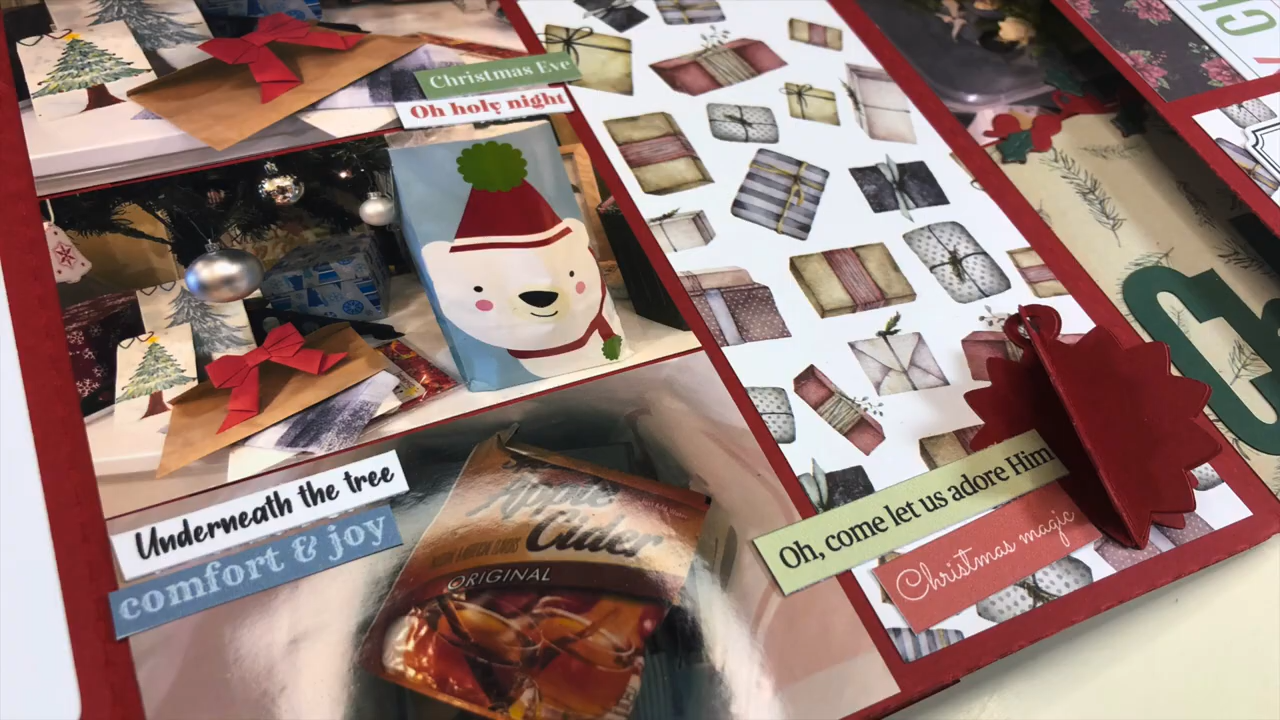 Christmas Eve
Oh holy night
Underneath the tree
comfort & joy
Apple
Cider
ORIGINAL
Oh, come let us adore Him
Christmas magic